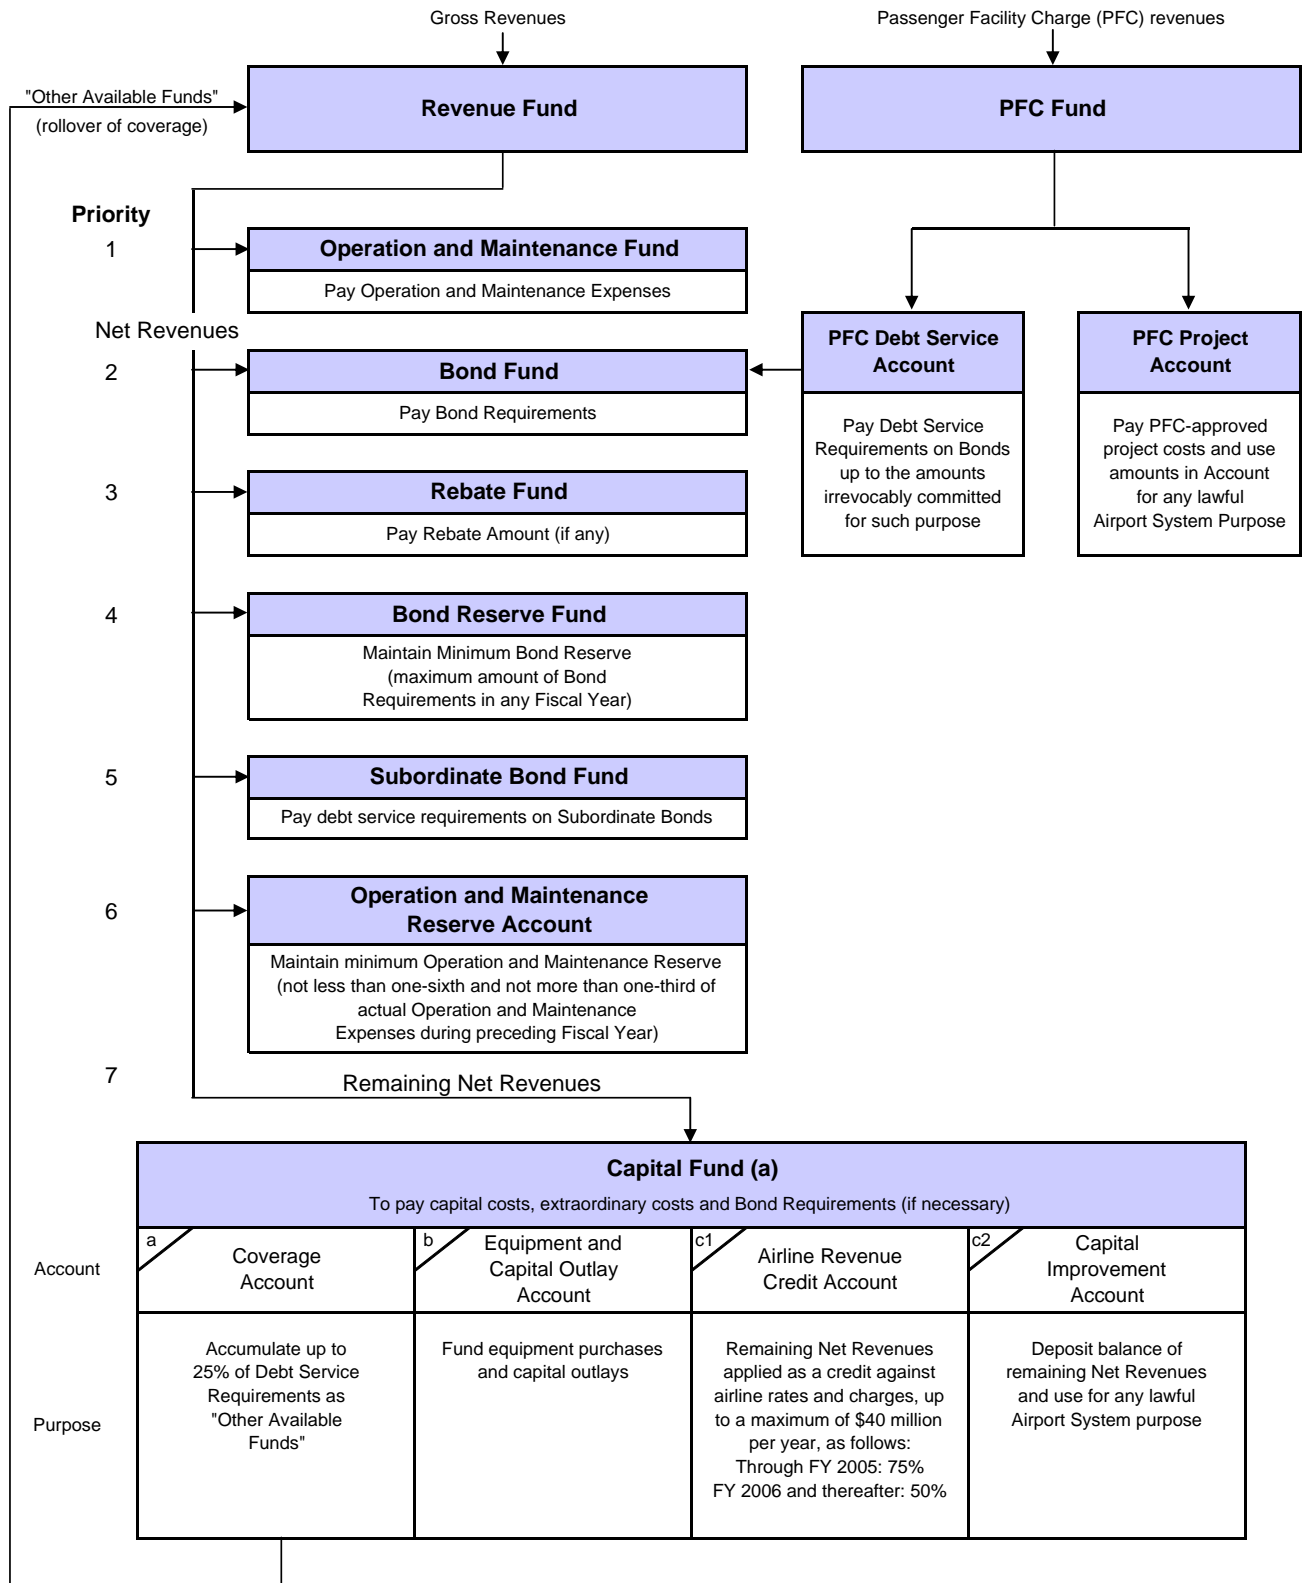 Gross Revenues
Passenger Facility Charge (PFC) revenues
"Other Available Funds"
(rollover of coverage)
Revenue Fund
PFC Fund
Priority
1
Operation and Maintenance Fund
Pay Operation and Maintenance Expenses
Net Revenues
2
Bond Fund
Pay Bond Requirements
PFC Debt Service
Account
Pay Debt Service
Requirements on Bonds
up to the amounts
irrevocably committed
for such purpose
PFC Project
Account
Pay PFC-approved
project costs and use
amounts in Account
for any lawful
Airport System Purpose
3
Rebate Fund
Pay Rebate Amount (if any)
4
Bond Reserve Fund
Maintain Minimum Bond Reserve
(maximum amount of Bond
Requirements in any Fiscal Year)
5
Subordinate Bond Fund
Pay debt service requirements on Subordinate Bonds
6
Operation and Maintenance
Reserve Account
Maintain minimum Operation and Maintenance Reserve
(not less than one-sixth and not more than one-third of
actual Operation and Maintenance
Expenses during preceding Fiscal Year)
7
Remaining Net Revenues
Capital Fund (a)
To pay capital costs, extraordinary costs and Bond Requirements (if necessary)
Account
a
Coverage
Account
b
Equipment and
Capital Outlay
Account
c1
Airline Revenue
Credit Account
c2
Capital
Improvement
Account
Purpose
Accumulate up to
25% of Debt Service
Requirements as
"Other Available
Funds"
Fund equipment purchases
and capital outlays
Remaining Net Revenues
applied as a credit against
airline rates and charges, up
to a maximum of $40 million
per year, as follows:
Through FY 2005: 75%
FY 2006 and thereafter: 50%
Deposit balance of
remaining Net Revenues
and use for any lawful
Airport System purpose